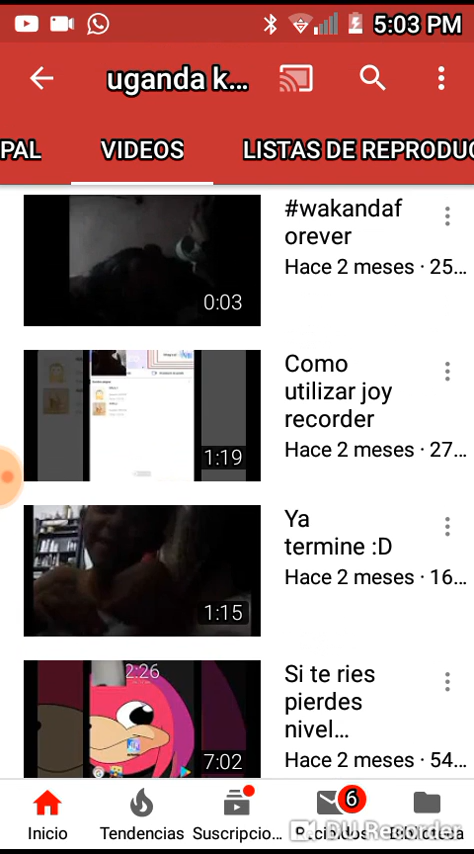 5:03 PM
uganda k...
PAL VIDEOS LISTAS DE REPRODUC
#wakandaf
orever
Hace 2 meses · 25...
0:03
Como
utilizar joy
recorder
Hace 2 meses · 27...
1:19
Ya
termine :D
Hace 2 meses · 16...
1:15
2:26
Si te ries
pierdes
nivel...
Hace 2 meses · 54...
7:02
6
Inicio Tendencias Suscripcio... Recibidos Biblioteca
DU Recorder